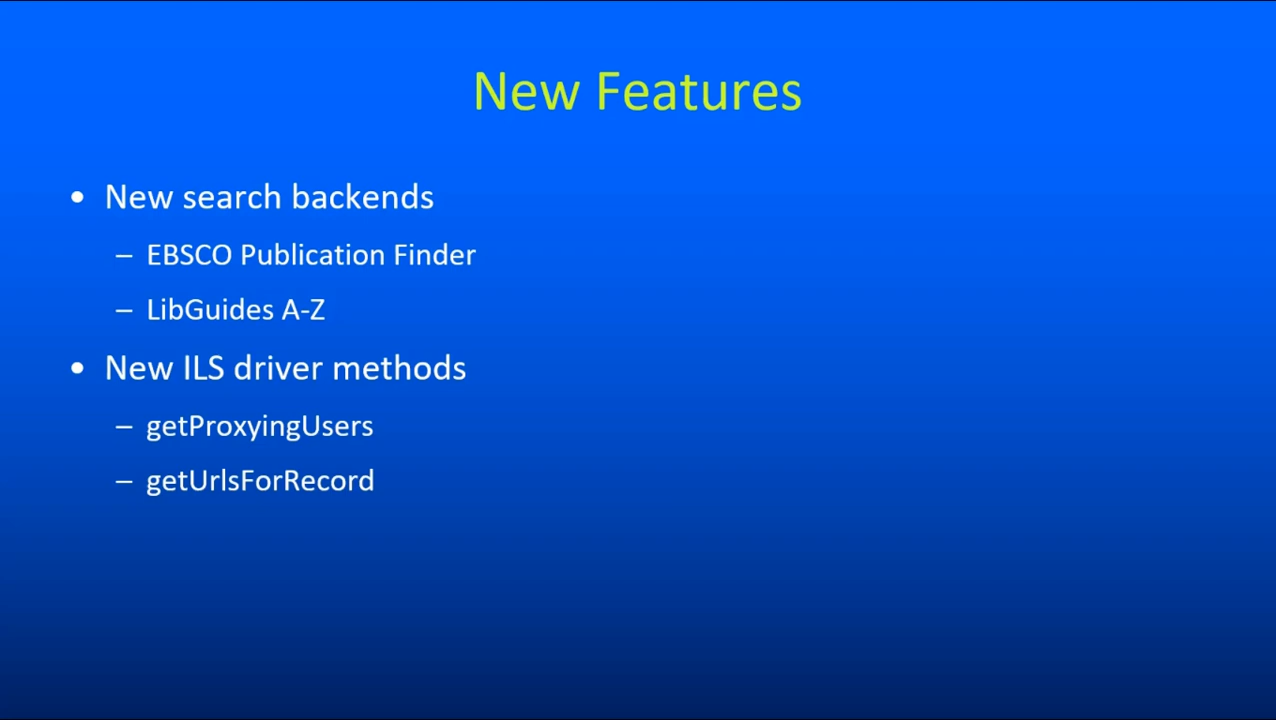 New Features
• New search backends
– EBSCO Publication Finder
– LibGuides A-Z
• New ILS driver methods
– getProxyingUsers
– getUrlsForRecord